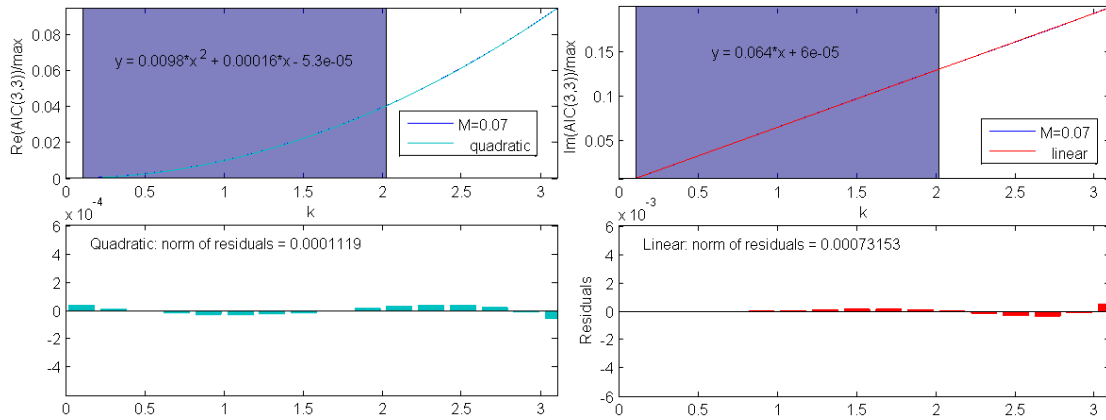 Re(AIC(3,3))/max
0.08
0.06
0.04
0.02
0
y = 0.0098*x^2 + 0.00016*x - 5.3e-05
M=0.07
quadratic
0 0.5 1 1.5 2 2.5 3
k
Im(AIC(3,3))/max
0.15
0.1
0.05
y = 0.064*x + 6e-05
M=0.07
linear
0 0.5 1 1.5 2 2.5 3
k
x 10^-4
6
4
2
0
-2
-4
Quadratic: norm of residuals = 0.0001119
0 0.5 1 1.5 2 2.5 3
x 10^-3
Residuals
6
4
2
0
-2
-4
-6
Linear: norm of residuals = 0.00073153
0 0.5 1 1.5 2 2.5 3